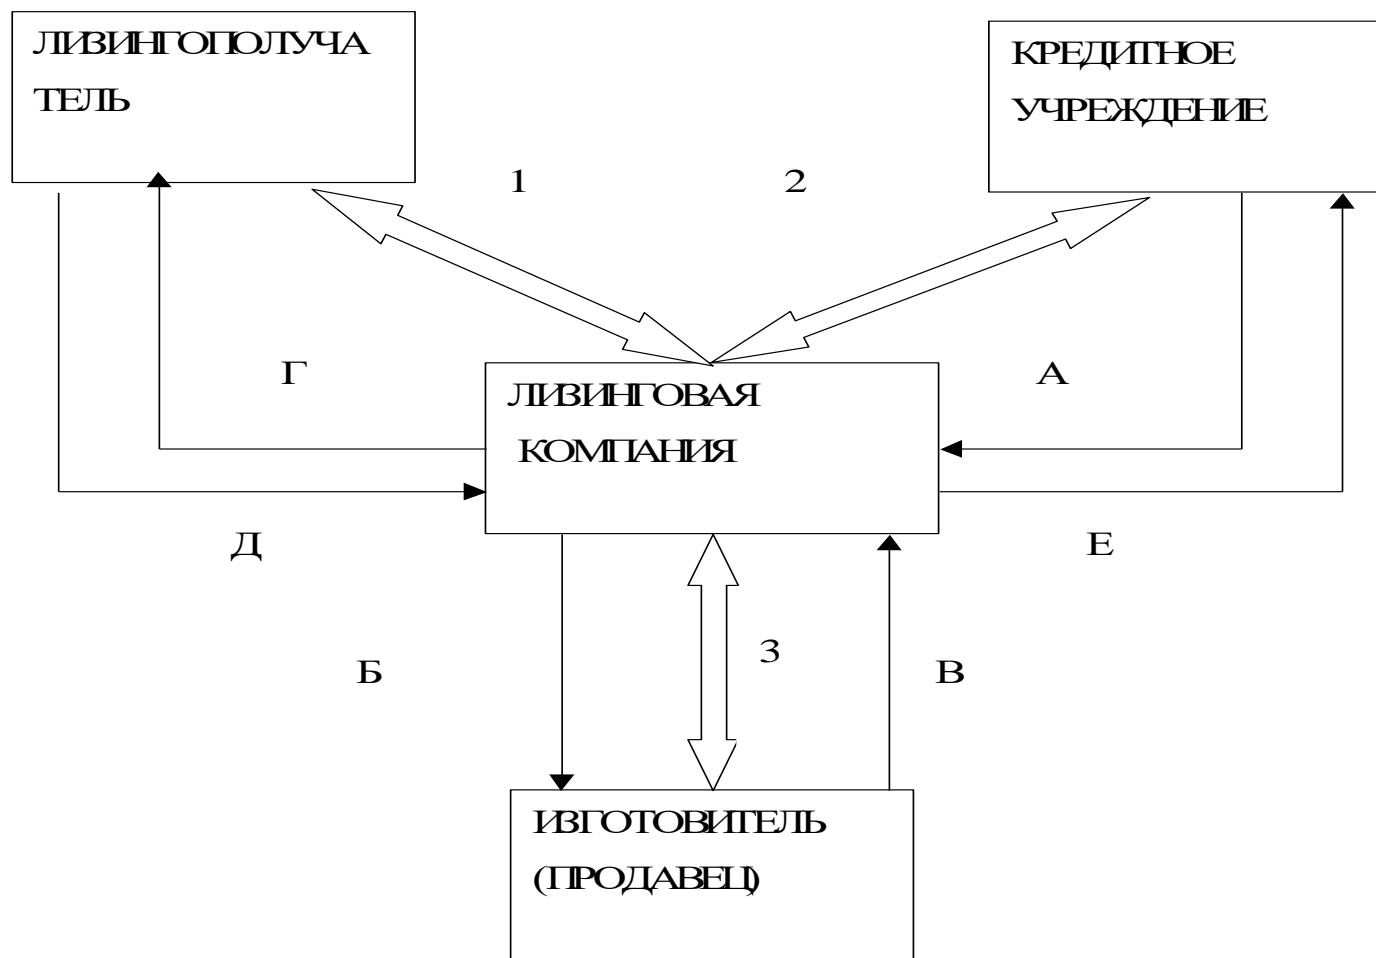 ЛИЗИНГОПОЛУЧА
ТЕЛЬ
КРЕДИТНОЕ
УЧРЕЖДЕНИЕ
1
2
Г
А
ЛИЗИНГОВАЯ
КОМПАНИЯ
Д
Е
Б
3
В
ИЗГОТОВИТЕЛЬ
(ПРОДАВЕЦ)